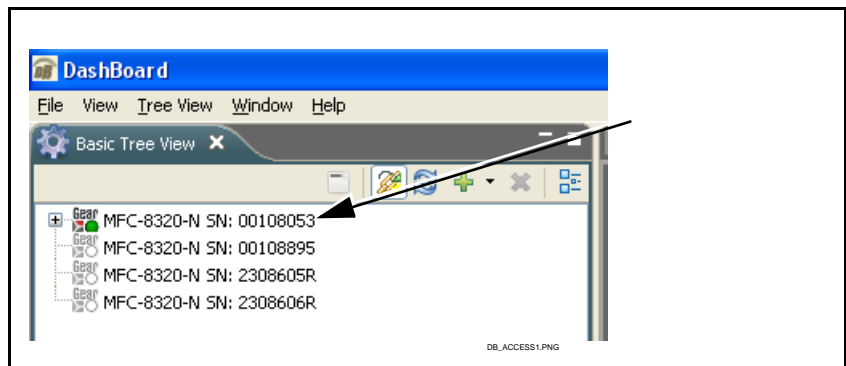 DashBoard
File View Tree View Window Help
Basic Tree View
Gear MFC-8320-N SN: 00108053
Gear MFC-8320-N SN: 00108895
Gear MFC-8320-N SN: 2308605R
Gear MFC-8320-N SN: 2308606R
DB_ACCESS1.PNG